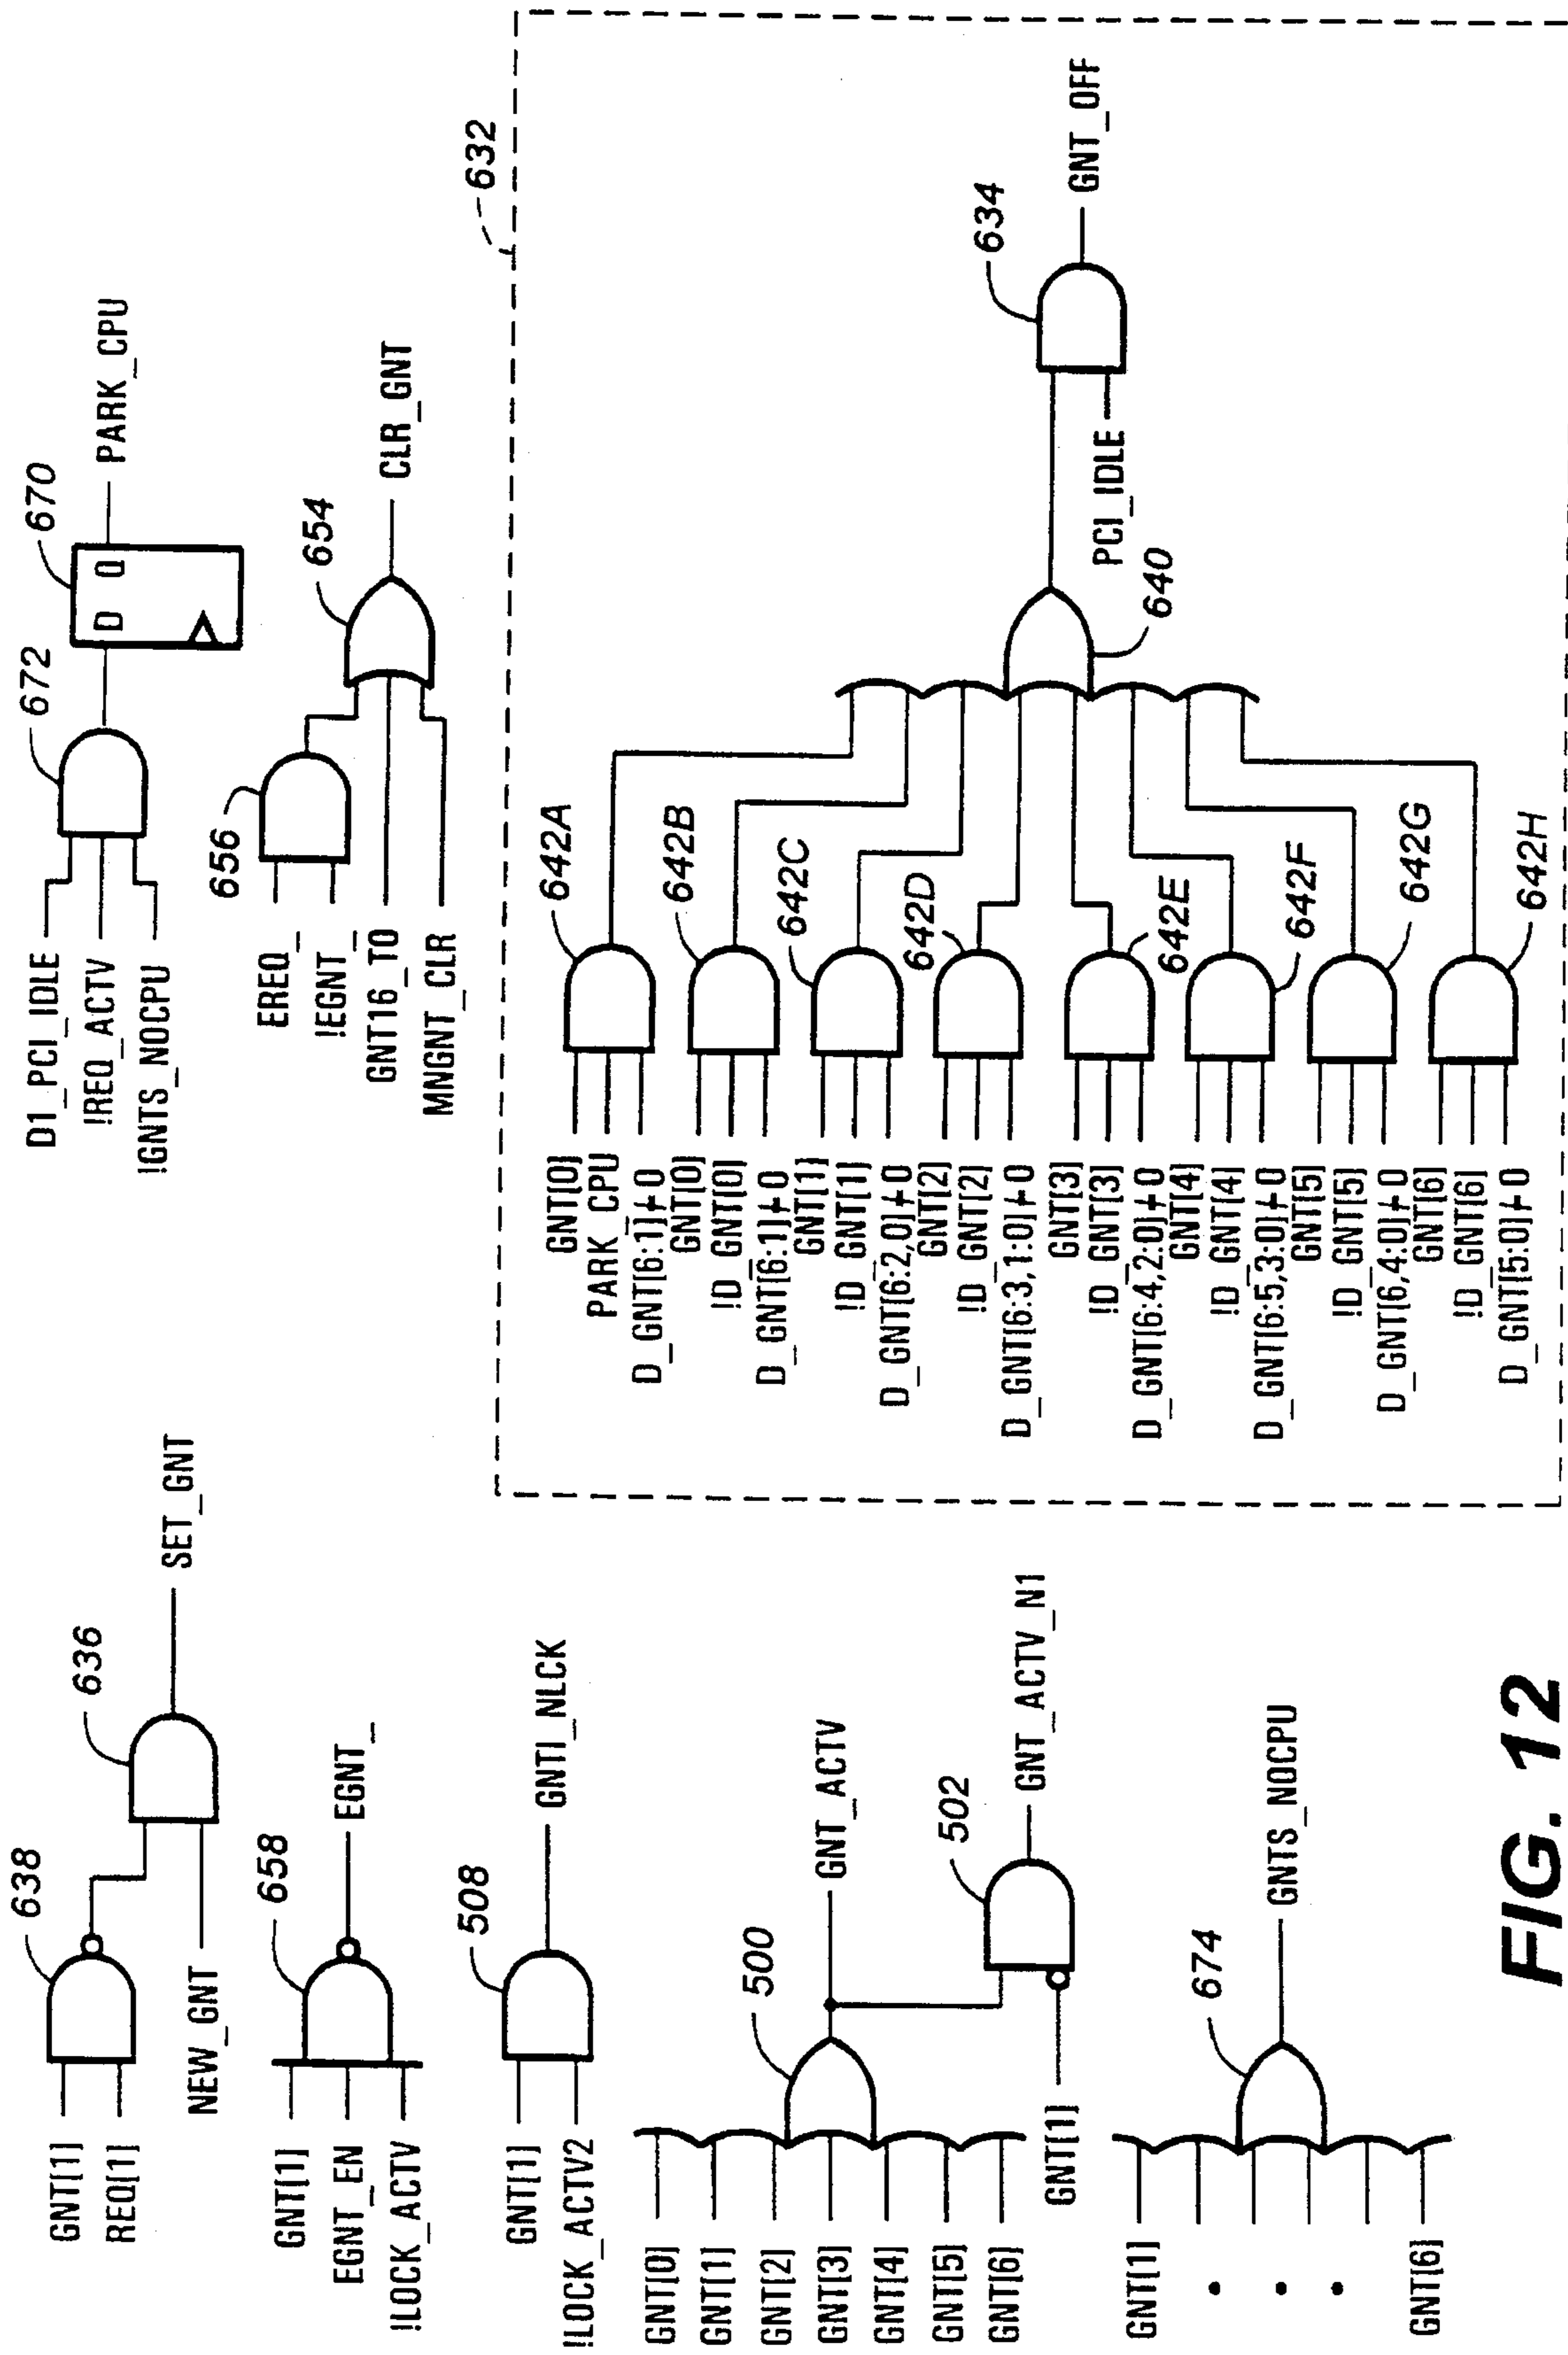 GNT[1]
REQ[1]
NEW_GNT
638
636
SET_GNT
GNT[1]
EGNT_EN
!LOCK_ACTV
658
EGNT_
GNT[1]
!LOCK_ACTV2
508
GNTI_NLCK
GNT[0]
GNT[1]
GNT[2]
GNT[3]
GNT[4]
GNT[5]
GNT[6]
500
GNT_ACTV
GNT[1]
502
GNT_ACTV_N1
GNT[1]
GNT[6]
674
GNTS_NOCPU
D1_PCI_IDLE
!REQ_ACTV
!GNTS_NOCPU
672
670
D Q
PARK_CPU
EREQ_
!EGNT_
GNT16_TO
MNGNT_CLR
656
654
CLR_GNT
632
GNT[0]
PARK_CPU
D_GNT[6:1]≠0
642A
GNT[0]
!D_GNT[0]
D_GNT[6:1]≠0
642B
GNT[1]
!D_GNT[1]
D_GNT[6:2,0]≠0
642C
GNT[2]
!D_GNT[2]
D_GNT[6:3,1:0]≠0
642D
GNT[3]
!D_GNT[3]
D_GNT[6:4,2:0]≠0
642E
GNT[4]
!D_GNT[4]
D_GNT[6:5,3:0]≠0
642F
GNT[5]
!D_GNT[5]
D_GNT[6,4:0]≠0
642G
GNT[6]
!D_GNT[6]
D_GNT[5:0]≠0
642H
640
PCI_IDLE
634
GNT_OFF
FIG. 12